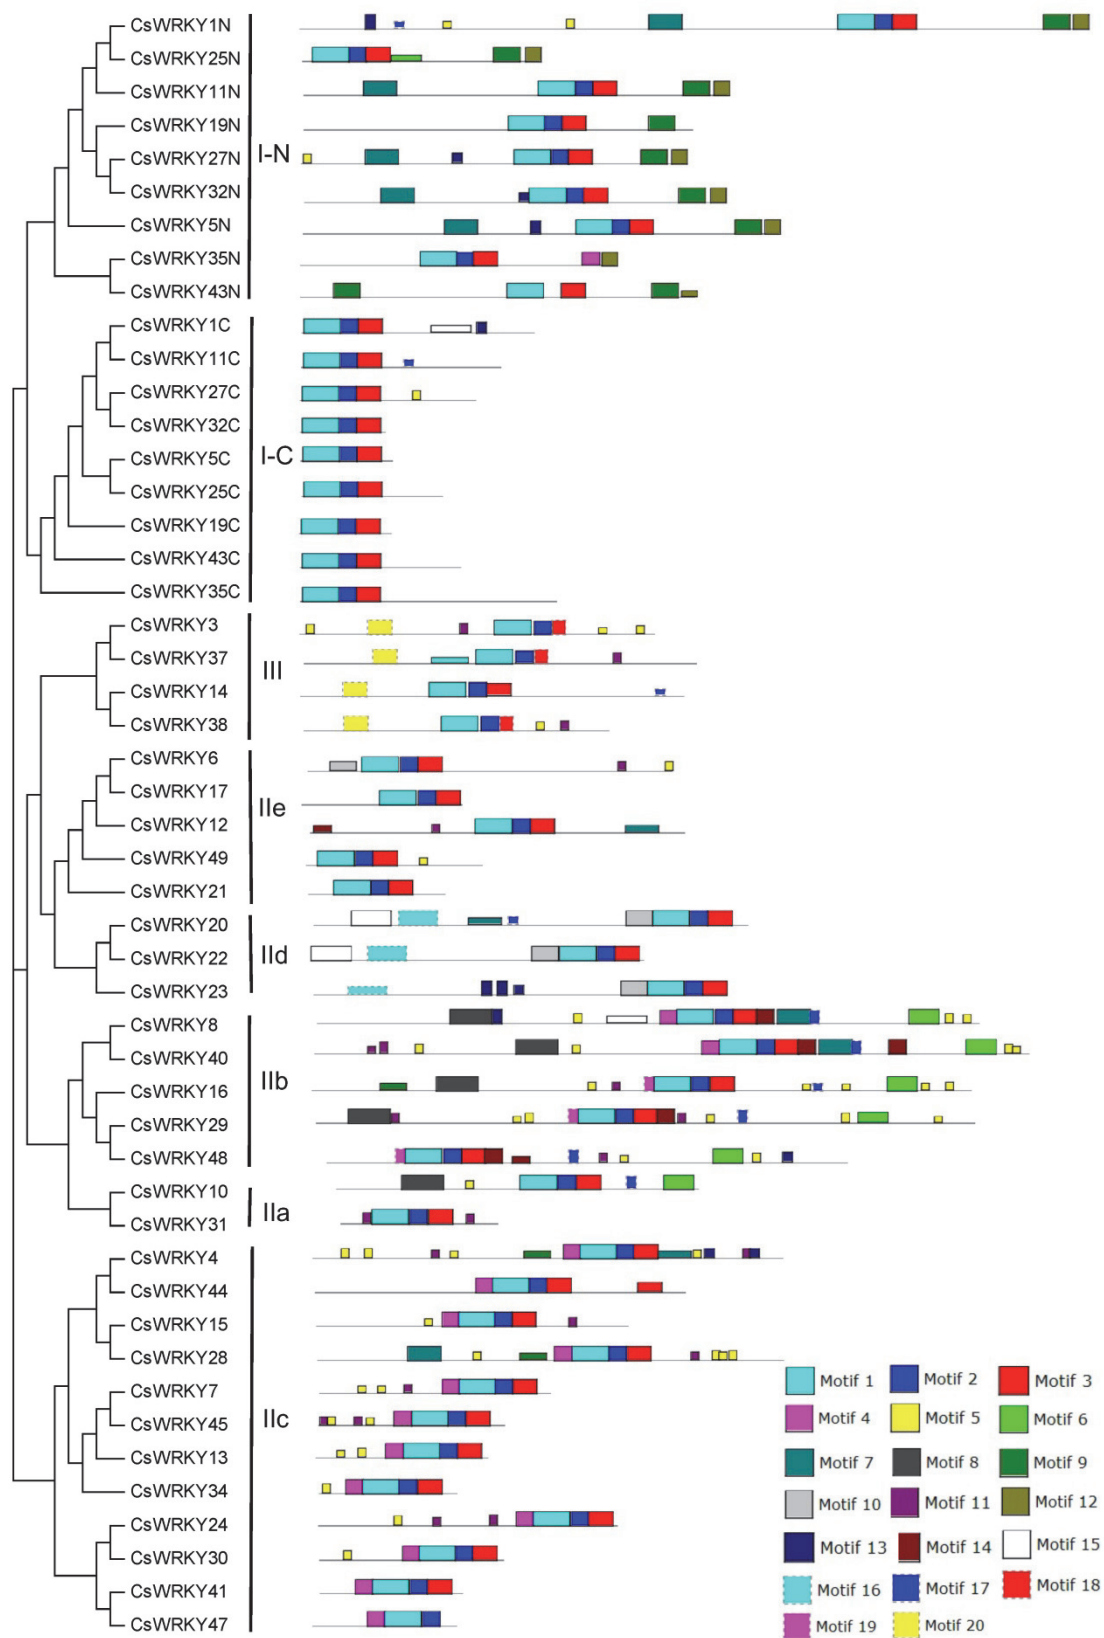 CsWRKY1N
CsWRKY25N
CsWRKY11N
CsWRKY19N
CsWRKY27N
I-N
CsWRKY32N
CsWRKY5N
CsWRKY35N
CsWRKY43N
CsWRKY1C
CsWRKY11C
CsWRKY27C
CsWRKY32C
CsWRKY5C
I-C
CsWRKY25C
CsWRKY19C
CsWRKY43C
CsWRKY35C
CsWRKY3
CsWRKY37
III
CsWRKY14
CsWRKY38
CsWRKY6
CsWRKY17
IIe
CsWRKY12
CsWRKY49
CsWRKY21
CsWRKY20
CsWRKY22
IId
CsWRKY23
CsWRKY8
CsWRKY40
CsWRKY16
IIb
CsWRKY29
CsWRKY48
CsWRKY10
CsWRKY31
IIa
CsWRKY4
CsWRKY44
CsWRKY15
CsWRKY28
CsWRKY7
CsWRKY45
IIc
CsWRKY13
CsWRKY34
CsWRKY24
CsWRKY30
CsWRKY41
CsWRKY47
Motif 1 Motif 2 Motif 3
Motif 4 Motif 5 Motif 6
Motif 7 Motif 8 Motif 9
Motif 10 Motif 11 Motif 12
Motif 13 Motif 14 Motif 15
Motif 16 Motif 17 Motif 18
Motif 19 Motif 20